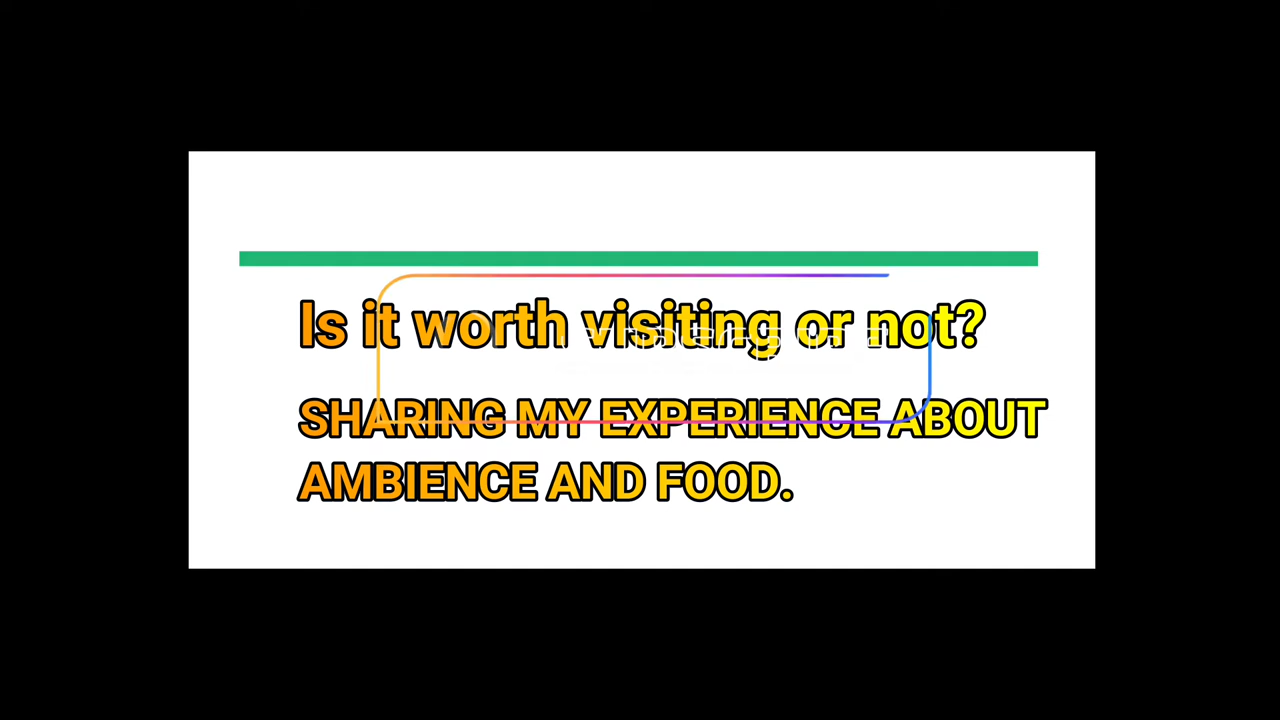 Is it worth visiting or not?
SHARING MY EXPERIENCE ABOUT
AMBIENCE AND FOOD.